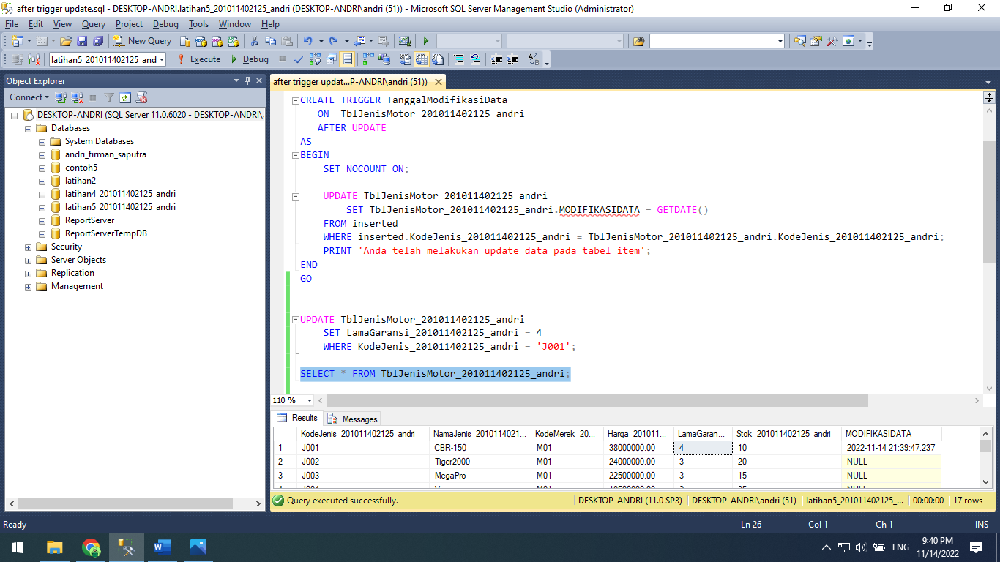 after trigger update.sql - DESKTOP-ANDRI.latihan5_201011402125_andri (DESKTOP-ANDRI\andri (51)) - Microsoft SQL Server Management Studio (Administrator)
File Edit View Query Project Debug Tools Window Help
New Query
latihan5_201011402125_and Execute Debug
Object Explorer
Connect
DESKTOP-ANDRI (SQL Server 11.0.6020 - DESKTOP-ANDRI\
Databases
System Databases
andri_firman_saputra
contoh5
latihan2
latihan4_201011402125_andri
latihan5_201011402125_andri
ReportServer
ReportServerTempDB
Security
Server Objects
Replication
Management
after trigger updat...P-ANDRI\andri (51))
CREATE TRIGGER TanggalModifikasiData
ON TblJenisMotor_201011402125_andri
AFTER UPDATE
AS
BEGIN
SET NOCOUNT ON;
UPDATE TblJenisMotor_201011402125_andri
SET TblJenisMotor_201011402125_andri.MODIFIKASIDATA = GETDATE()
FROM inserted
WHERE inserted.KodeJenis_201011402125_andri = TblJenisMotor_201011402125_andri.KodeJenis_201011402125_andri;
PRINT 'Anda telah melakukan update data pada tabel item';
END
GO
UPDATE TblJenisMotor_201011402125_andri
SET LamaGaransi_201011402125_andri = 4
WHERE KodeJenis_201011402125_andri = 'J001';
SELECT * FROM TblJenisMotor_201011402125_andri;
110 %
Results Messages
KodeJenis_201011402125_andri NamaJenis_2010114021... KodeMerek_20... Harga_201011... LamaGaran... Stok_201011402125_andri MODIFIKASIDATA
1 J001 CBR-150 M01 38000000.00 4 10 2022-11-14 21:39:47.237
2 J002 Tiger2000 M01 24000000.00 3 20 NULL
3 J003 MegaPro M01 22500000.00 3 15 NULL
Query executed successfully. DESKTOP-ANDRI (11.0 SP3) DESKTOP-ANDRI\andri (51) latihan5_201011402125_... 00:00:00 17 rows
Ready Ln 26 Col 1 Ch 1 INS
ENG 9:40 PM
11/14/2022